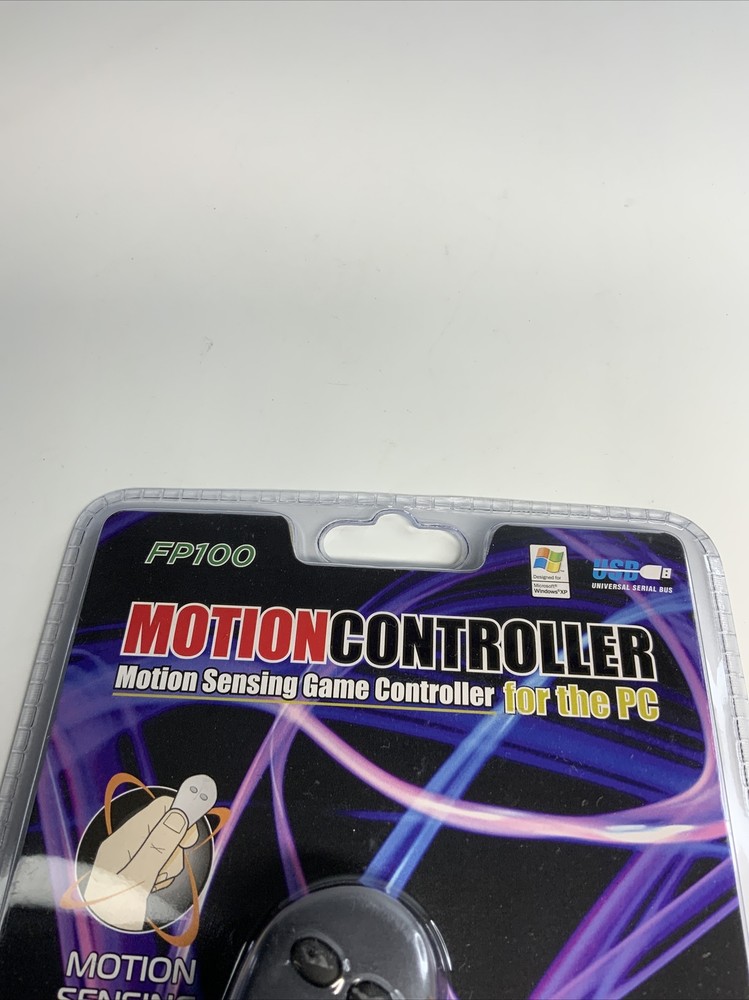 FP100
Designed for
Microsoft®
Windows®XP
USB
UNIVERSAL SERIAL BUS
MOTIONCONTROLLER
Motion Sensing Game Controller for the PC
MOTION
SENSING